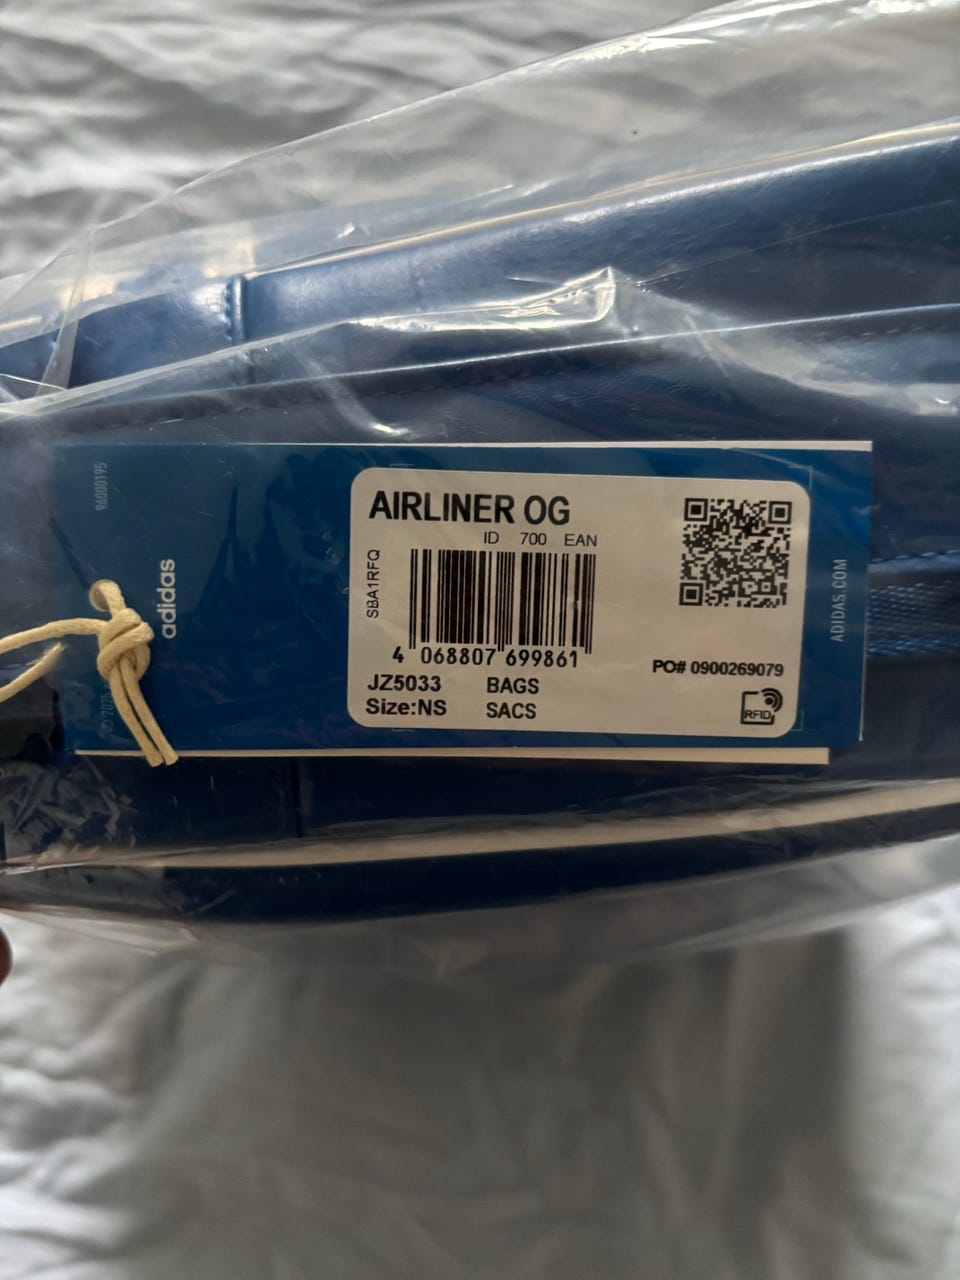 96000195
adidas
AIRLINER OG
ID 700 EAN
SBA1RFQ
4 068807 699861
JZ5033 BAGS
Size:NS SACS
PO# 0900269079
RFID
ADIDAS.COM